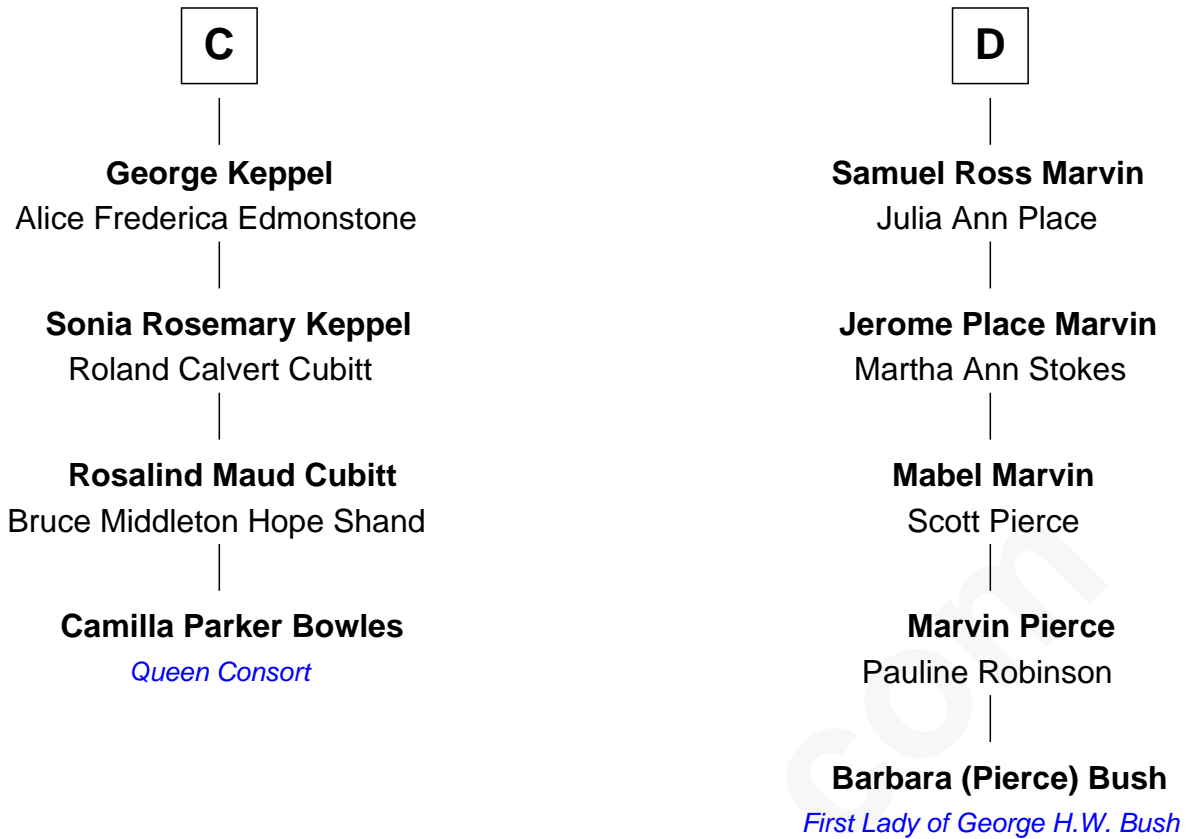 C
George Keppel
Alice Frederica Edmonstone
Sonia Rosemary Keppel
Roland Calvert Cubitt
Rosalind Maud Cubitt
Bruce Middleton Hope Shand
Camilla Parker Bowles
Queen Consort
D
Samuel Ross Marvin
Julia Ann Place
Jerome Place Marvin
Martha Ann Stokes
Mabel Marvin
Scott Pierce
Marvin Pierce
Pauline Robinson
Barbara (Pierce) Bush
First Lady of George H.W. Bush
com